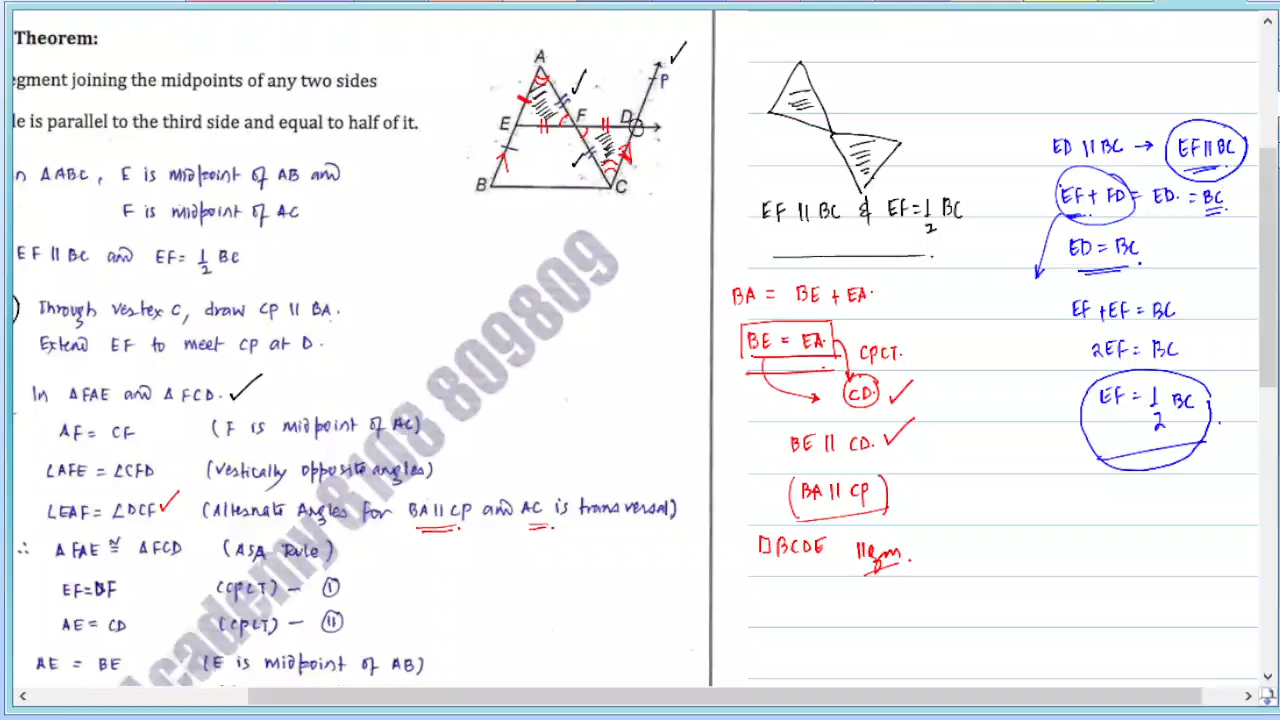 Theorem:
egment joining the midpoints of any two sides
le is parallel to the third side and equal to half of it.
n ΔABC, E is midpoint of AB and
F is midpoint of AC
EF || BC and EF = 1/2 BC
) Through vertex C, draw CP || BA.
Extend EF to meet CP at D.
In ΔFAE and ΔFCD.
AF = CF (F is midpoint of AC)
∠AFE = ∠CFD (Vertically opposite angles)
∠EAF = ∠DCF (Alternate Angles for BA || CP and AC is transversal)
∴ ΔFAE ≅ ΔFCD (ASA Rule)
EF = DF (CPCT) – (I)
AE = CD (CPCT) – (II)
AE = BE (E is midpoint of AB)
A
P
E
F
D
B
C
Academy 8108 809809
EF || BC & EF = 1/2 BC
BA = BE + EA.
BE = EA.
CPCT.
CD.
BE || CD.
(BA || CP)
□BCDE ||gm.
ED || BC → EF || BC
EF + FD = ED. = BC
ED = BC.
EF + EF = BC
2EF = BC
EF = 1/2 BC